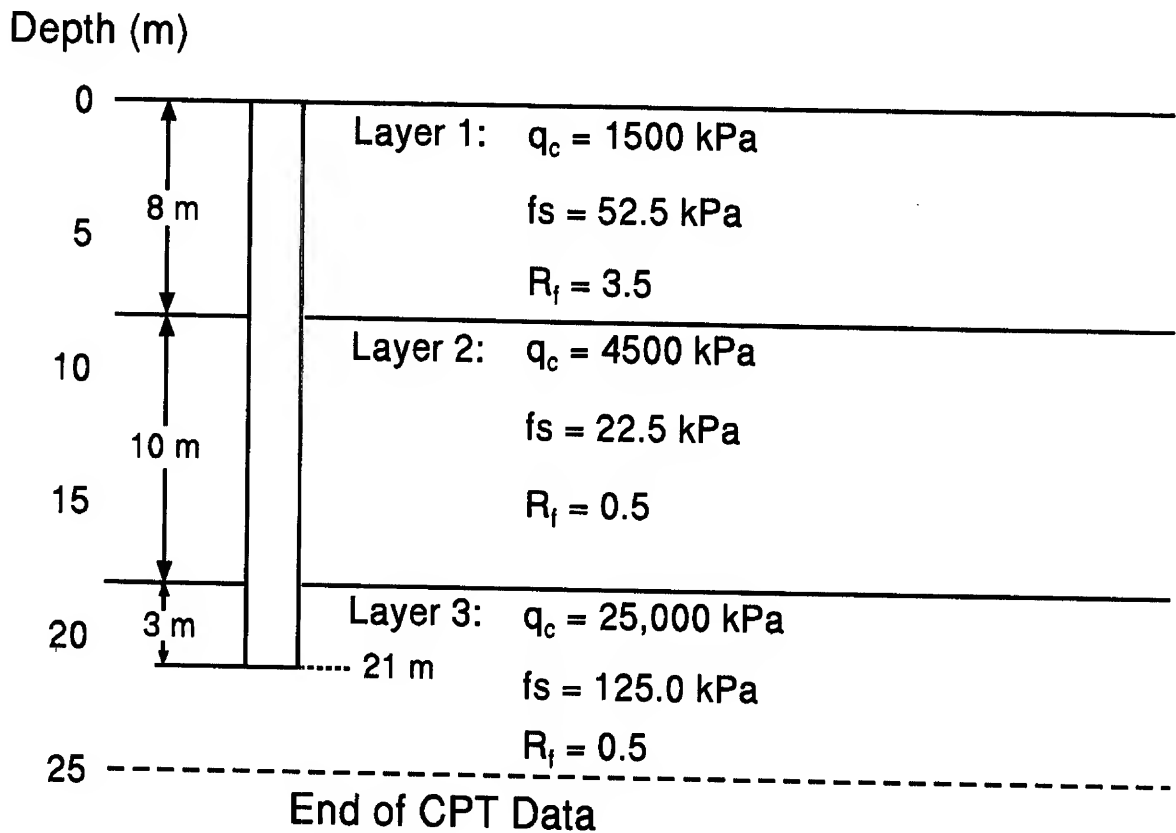 Depth (m)
0
Layer 1: q_c = 1500 kPa
8 m
fs = 52.5 kPa
5
R_f = 3.5
Layer 2: q_c = 4500 kPa
10
fs = 22.5 kPa
10 m
15
R_f = 0.5
Layer 3: q_c = 25,000 kPa
3 m
20
21 m
fs = 125.0 kPa
R_f = 0.5
25
End of CPT Data